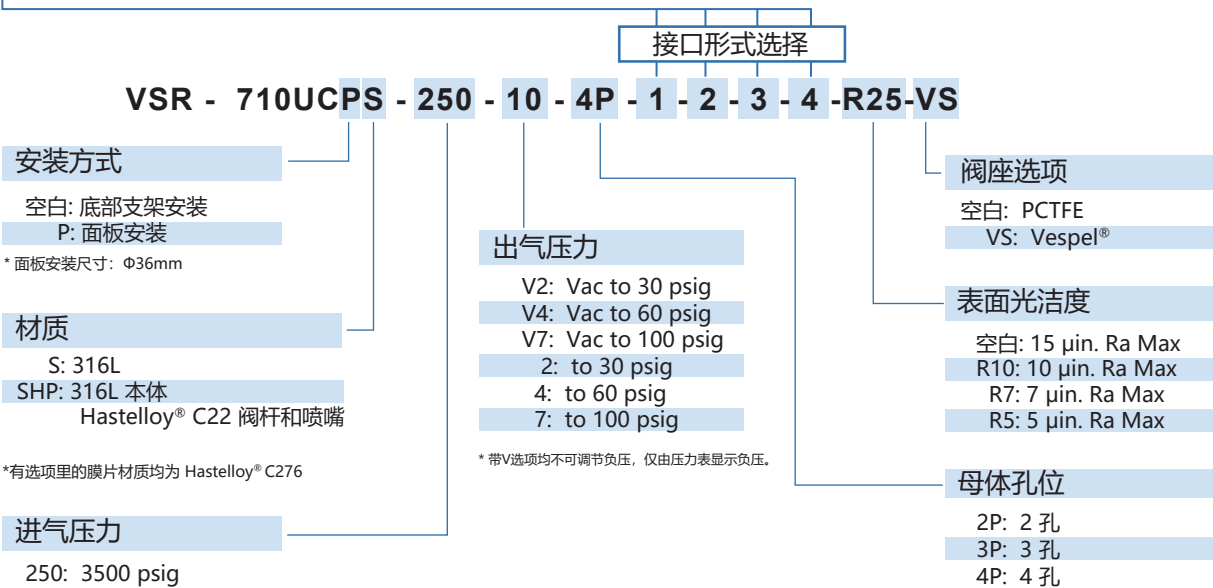 接口形式选择
VSR - 710UCPS - 250 - 10 - 4P - 1 - 2 - 3 - 4 -R25-VS
安装方式
空白: 底部支架安装
P: 面板安装
* 面板安装尺寸：Φ36mm
材质
S: 316L
SHP: 316L 本体
Hastelloy® C22 阀杆和喷嘴
*有选项里的膜片材质均为 Hastelloy® C276
进气压力
250: 3500 psig
出气压力
V2: Vac to 30 psig
V4: Vac to 60 psig
V7: Vac to 100 psig
2: to 30 psig
4: to 60 psig
7: to 100 psig
* 带V选项均不可调节负压，仅由压力表显示负压。
阀座选项
空白: PCTFE
VS: Vespel®
表面光洁度
空白: 15 μin. Ra Max
R10: 10 μin. Ra Max
R7: 7 μin. Ra Max
R5: 5 μin. Ra Max
母体孔位
2P: 2 孔
3P: 3 孔
4P: 4 孔